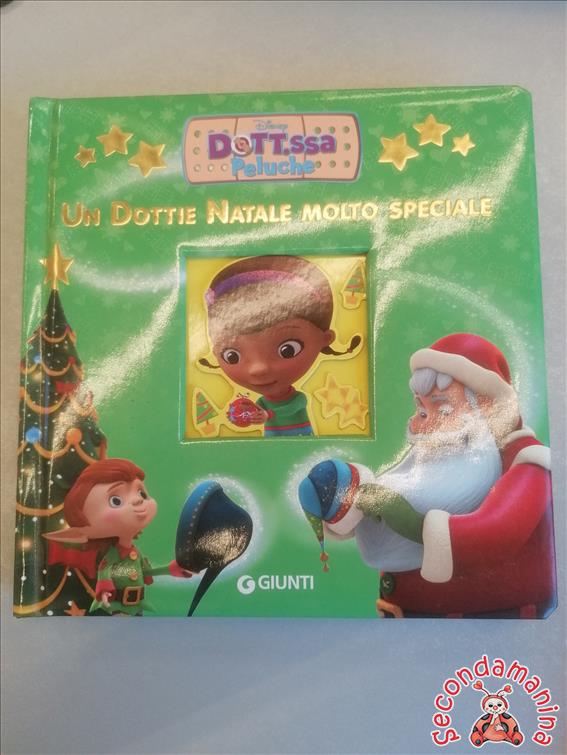 Disney
DOTT.ssa
Peluche
UN DOTTIE NATALE MOLTO SPECIALE
GIUNTI
Secondamanina